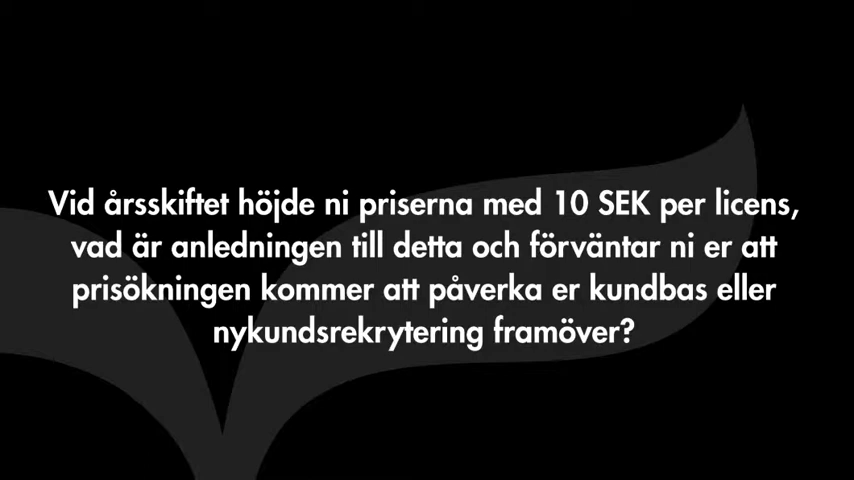 Vid årsskiftet höjde ni priserna med 10 SEK per licens,
vad är anledningen till detta och förväntar ni er att
prisökningen kommer att påverka er kundbas eller
nykundsrekrytering framöver?